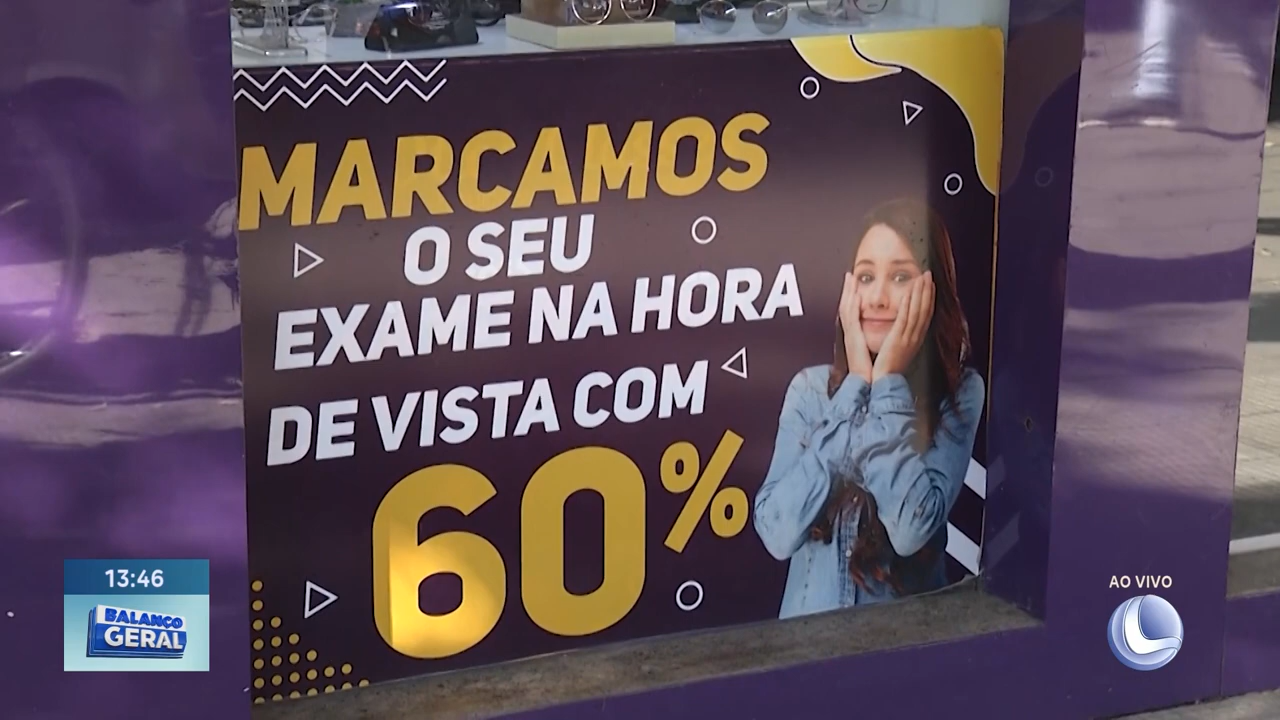 MARCAMOS
O SEU
EXAME NA HORA
DE VISTA COM
60%
13:46
BALANÇO
GERAL
AO VIVO